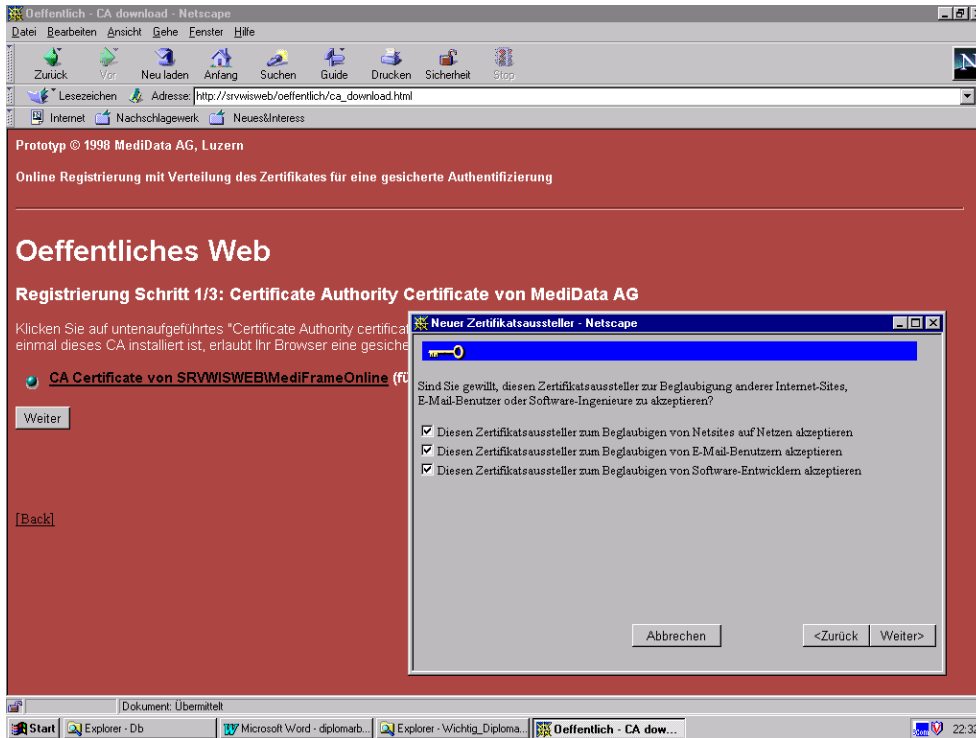 Oeffentlich - CA download - Netscape
Datei Bearbeiten Ansicht Gehe Fenster Hilfe
Zurück Vor Neu laden Anfang Suchen Guide Drucken Sicherheit Stop
N
Lesezeichen Adresse: http://srvwisweb/oeffentlich/ca_download.html
Internet Nachschlagewerk Neues&Interess
Prototyp © 1998 MediData AG, Luzern
Online Registrierung mit Verteilung des Zertifikates für eine gesicherte Authentifizierung
Oeffentliches Web
Registrierung Schritt 1/3: Certificate Authority Certificate von MediData AG
Klicken Sie auf untenaufgeführtes "Certificate Authority certificat
einmal dieses CA installiert ist, erlaubt Ihr Browser eine gesiche
CA Certificate von SRVWISWEB\MediFrameOnline (fü
Weiter
[Back]
Neuer Zertifikatsaussteller - Netscape
Sind Sie gewillt, diesen Zertifikatsaussteller zur Beglaubigung anderer Internet-Sites,
E-Mail-Benutzer oder Software-Ingenieure zu akzeptieren?
Diesen Zertifikatsaussteller zum Beglaubigen von Netsites auf Netzen akzeptieren
Diesen Zertifikatsaussteller zum Beglaubigen von E-Mail-Benutzern akzeptieren
Diesen Zertifikatsaussteller zum Beglaubigen von Software-Entwicklern akzeptieren
Abbrechen <Zurück Weiter>
Dokument: Übermittelt
Start Explorer - Db Microsoft Word - diplomarb... Explorer - Wichtig_Diploma... Oeffentlich - CA dow...